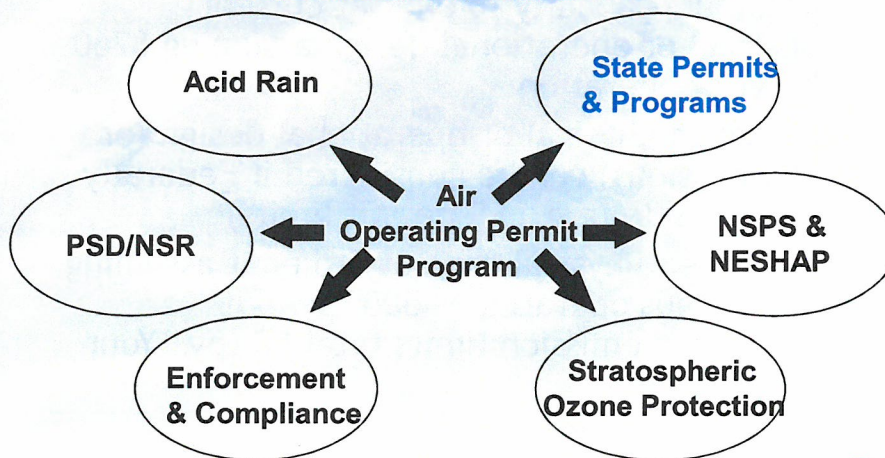 Acid Rain
State Permits
& Programs
PSD/NSR
Air
Operating Permit
Program
NSPS &
NESHAP
Enforcement
& Compliance
Stratospheric
Ozone Protection